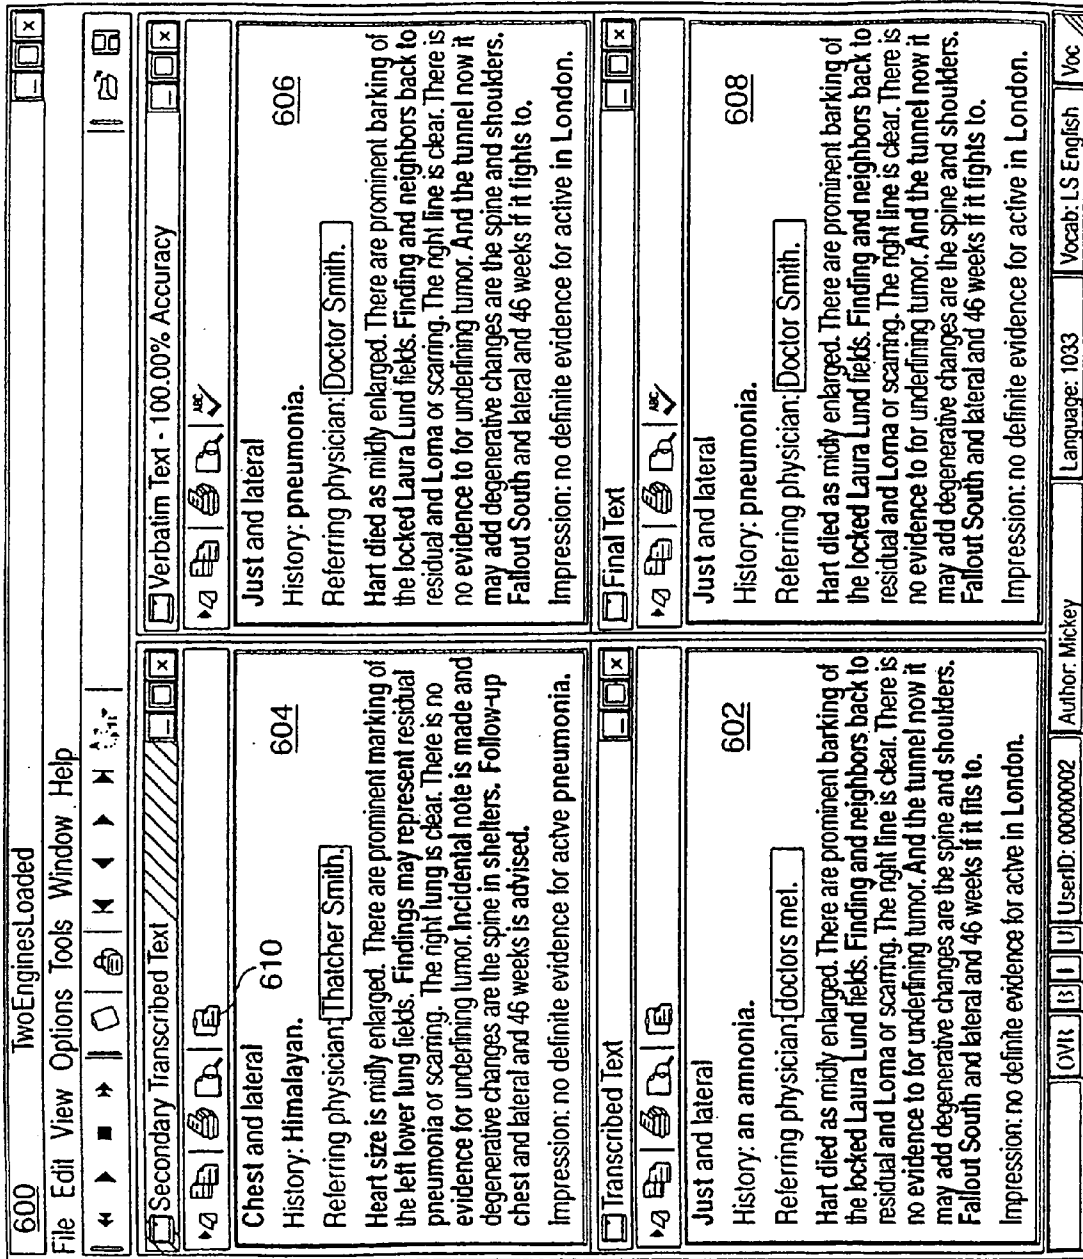 600 TwoEnginesLoaded
File Edit View Options Tools Window Help
Secondary Transcribed Text
610
604
Chest and lateral
History: Himalayan.
Referring physician: Thatcher Smith.
Heart size is midly enlarged. There are prominent marking of
the left lower lung fields. Findings may represent residual
pneumonia or scarring. The right lung is clear. There is no
evidence for underlining tumor. Incidental note is made and
degenerative changes are the spine in shelters. Follow-up
chest and lateral and 46 weeks is advised.
Impression: no definite evidence for actve pneumonia.
Verbatim Text - 100.00% Accuracy
ABC
606
Just and lateral
History: pneumonia.
Referring physician: Doctor Smith.
Hart died as mildly enlarged. There are prominent barking of
the locked Laura Lund fields. Finding and neighbors back to
residual and Lorna or scarring. The right line is clear. There is
no evidence to for underlining tumor. And the tunnel now it
may add degenerative changes are the spine and shoulders.
Fallout South and lateral and 46 weeks if it fights to.
Impression: no definite evidence for active in London.
Transcribed Text
602
Just and lateral
History: an amnonia.
Referring physician: doctors met.
Hart died as midly enlarged. There are prominent barking of
the locked Laura Lund fields. Finding and neighbors back to
residual and Lorna or scarring. The right line is clear. There is
no evidence to for underlining tumor. And the tunnel now it
may add degenerative changes are the spine and shoulders.
Fallout South and lateral and 46 weeks if it fits to.
Impression: no definite evidence for actve in London.
Final Text
ABC
608
Just and lateral
History: pneumonia.
Referring physician: Doctor Smith.
Hart died as midly enlarged. There are prominent barking of
the locked Laura Lund fields. Finding and neighbors back to
residual and Lorna or scarring. The right line is clear. There is
no evidence to for underlining tumor. And the tunnel now it
may add degenerative changes are the spine and shoulders.
Fallout South and lateral and 46 weeks if it fights to.
Impression: no definite evidence for active in London.
OVR B I U UserID: 00000002 Author: Mickey Language: 1033 Vocab: LS English Voc